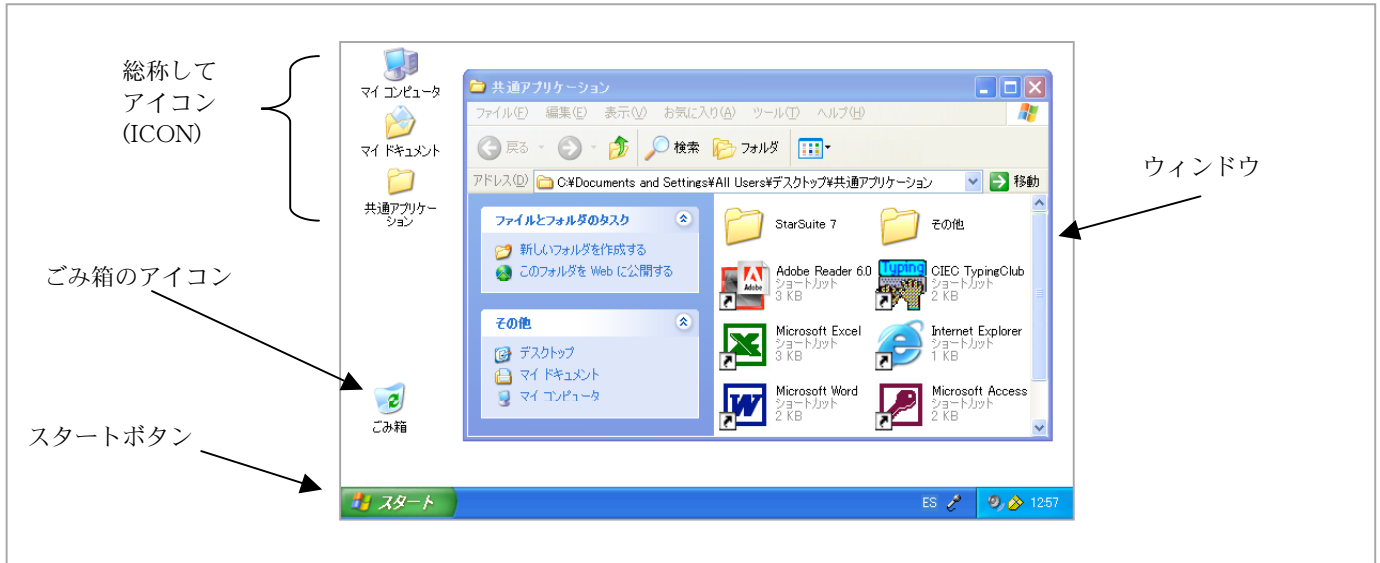 総称して
アイコン
(ICON)
マイ コンピュータ
マイ ドキュメント
共通アプリケー
ション
ごみ箱のアイコン
ごみ箱
スタートボタン
ウィンドウ
共通アプリケーション
ファイル(F) 編集(E) 表示(V) お気に入り(A) ツール(T) ヘルプ(H)
戻る 検索 フォルダ
アドレス(D) C:¥Documents and Settings¥All Users¥デスクトップ¥共通アプリケーション 移動
ファイルとフォルダのタスク
新しいフォルダを作成する
このフォルダを Web に公開する
その他
デスクトップ
マイ ドキュメント
マイ コンピュータ
StarSuite 7
その他
Adobe
Adobe Reader 6.0
ショートカット
3 KB
Typing
CIEC TypingClub
ショートカット
2 KB
Microsoft Excel
ショートカット
3 KB
Internet Explorer
ショートカット
1 KB
Microsoft Word
ショートカット
2 KB
Microsoft Access
ショートカット
2 KB
スタート
ES
12:57